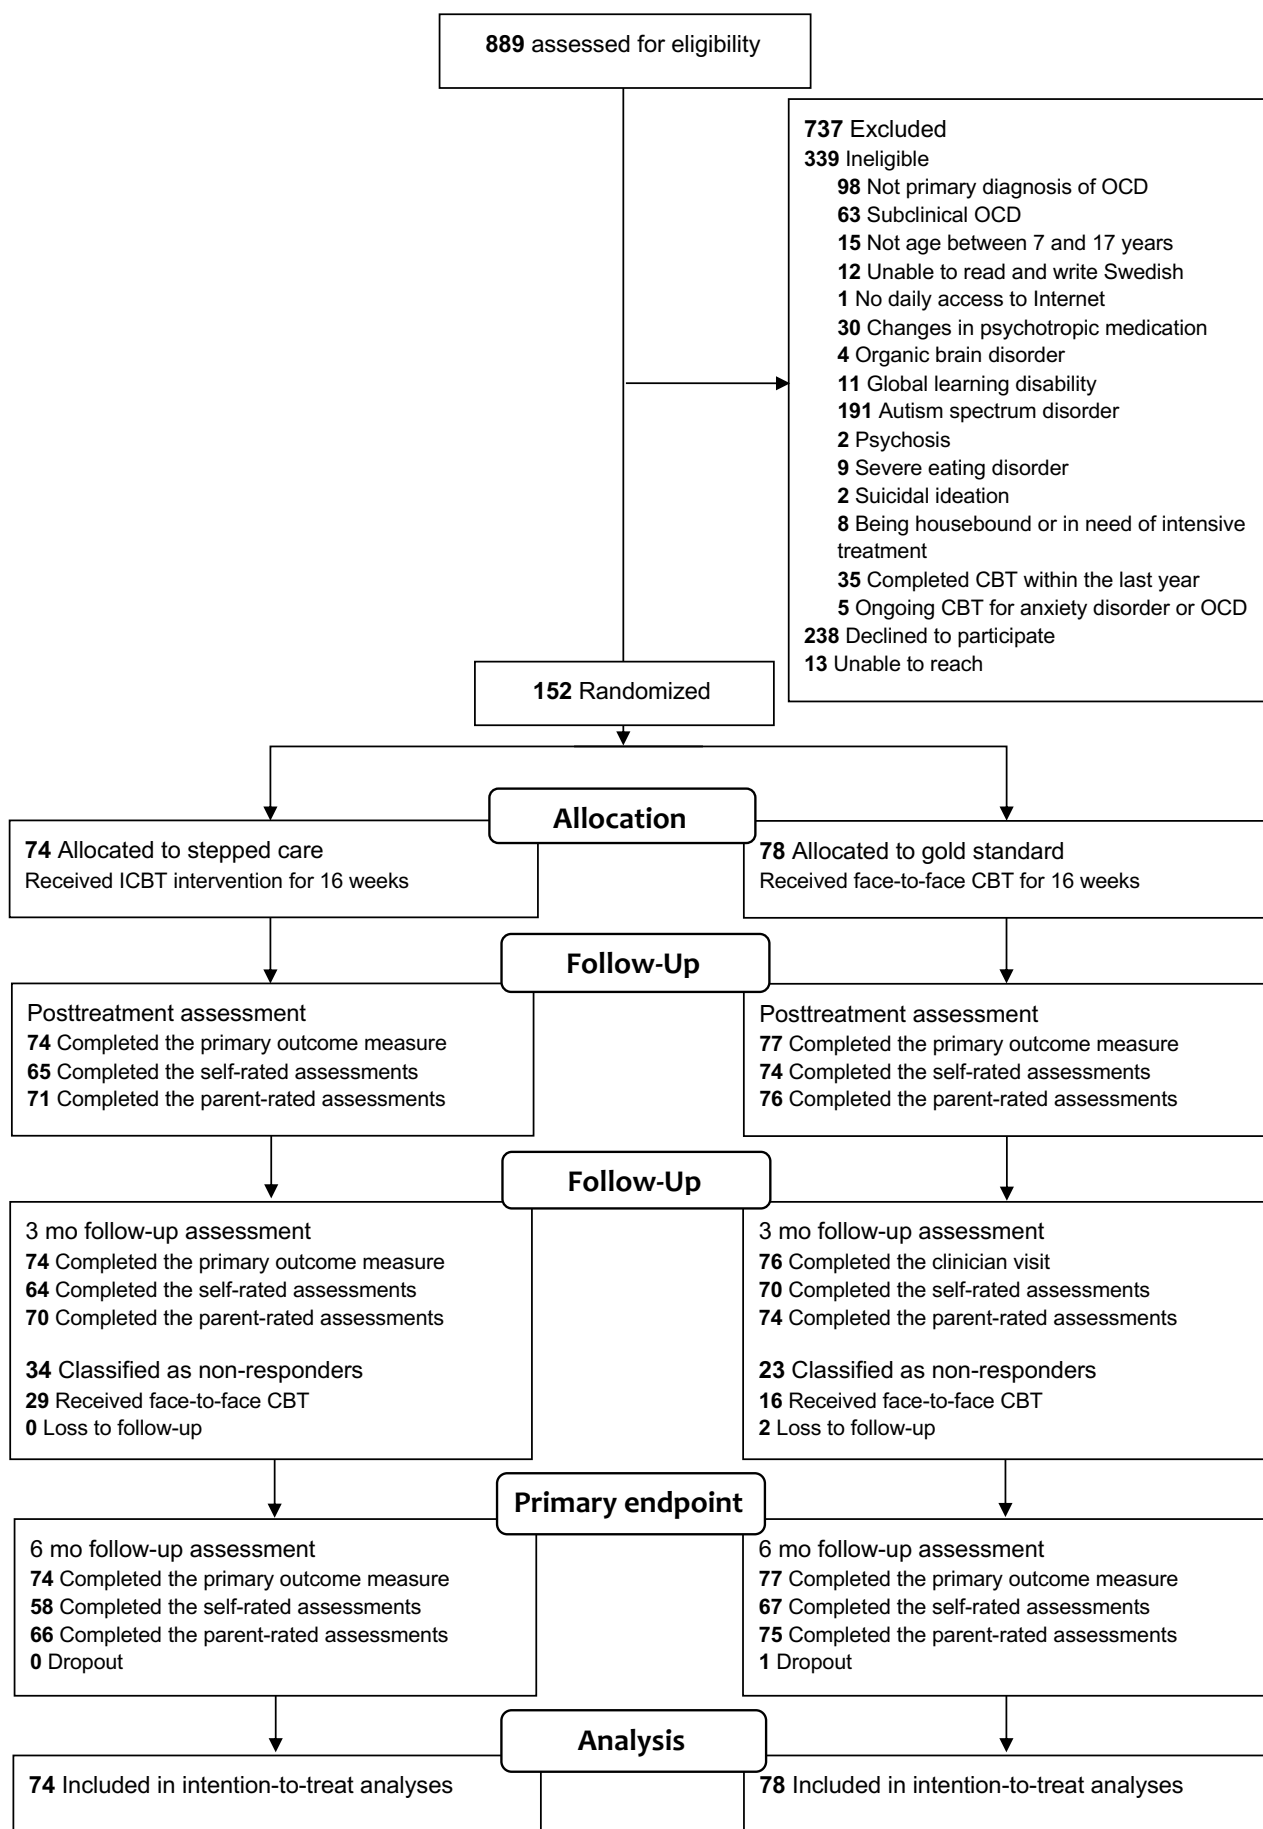 889 assessed for eligibility
737 Excluded
339 Ineligible
98 Not primary diagnosis of OCD
63 Subclinical OCD
15 Not age between 7 and 17 years
12 Unable to read and write Swedish
1 No daily access to Internet
30 Changes in psychotropic medication
4 Organic brain disorder
11 Global learning disability
191 Autism spectrum disorder
2 Psychosis
9 Severe eating disorder
2 Suicidal ideation
8 Being housebound or in need of intensive
treatment
35 Completed CBT within the last year
5 Ongoing CBT for anxiety disorder or OCD
238 Declined to participate
13 Unable to reach
152 Randomized
Allocation
74 Allocated to stepped care
Received ICBT intervention for 16 weeks
78 Allocated to gold standard
Received face-to-face CBT for 16 weeks
Follow-Up
Posttreatment assessment
74 Completed the primary outcome measure
65 Completed the self-rated assessments
71 Completed the parent-rated assessments
Posttreatment assessment
77 Completed the primary outcome measure
74 Completed the self-rated assessments
76 Completed the parent-rated assessments
Follow-Up
3 mo follow-up assessment
74 Completed the primary outcome measure
64 Completed the self-rated assessments
70 Completed the parent-rated assessments
34 Classified as non-responders
29 Received face-to-face CBT
0 Loss to follow-up
3 mo follow-up assessment
76 Completed the clinician visit
70 Completed the self-rated assessments
74 Completed the parent-rated assessments
23 Classified as non-responders
16 Received face-to-face CBT
2 Loss to follow-up
Primary endpoint
6 mo follow-up assessment
74 Completed the primary outcome measure
58 Completed the self-rated assessments
66 Completed the parent-rated assessments
0 Dropout
6 mo follow-up assessment
77 Completed the primary outcome measure
67 Completed the self-rated assessments
75 Completed the parent-rated assessments
1 Dropout
Analysis
74 Included in intention-to-treat analyses
78 Included in intention-to-treat analyses